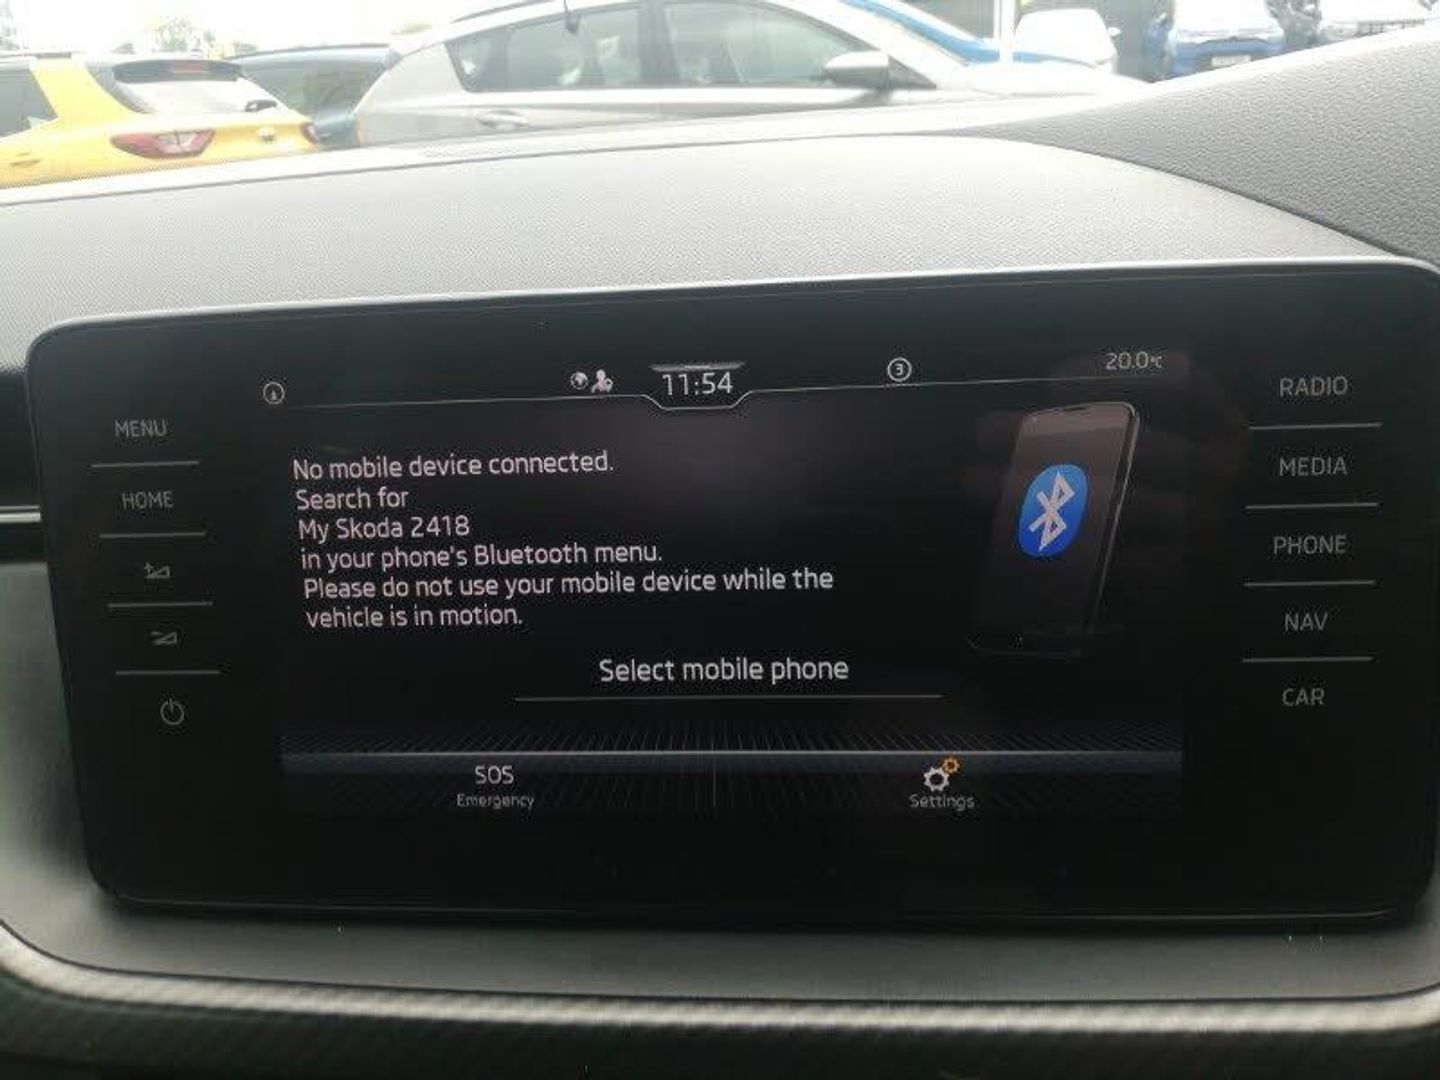 11:54
3
20.0°C
MENU
HOME
No mobile device connected.
Search for
My Skoda 2418
in your phone's Bluetooth menu.
Please do not use your mobile device while the
vehicle is in motion.
Select mobile phone
SOS
Emergency
Settings
RADIO
MEDIA
PHONE
NAV
CAR